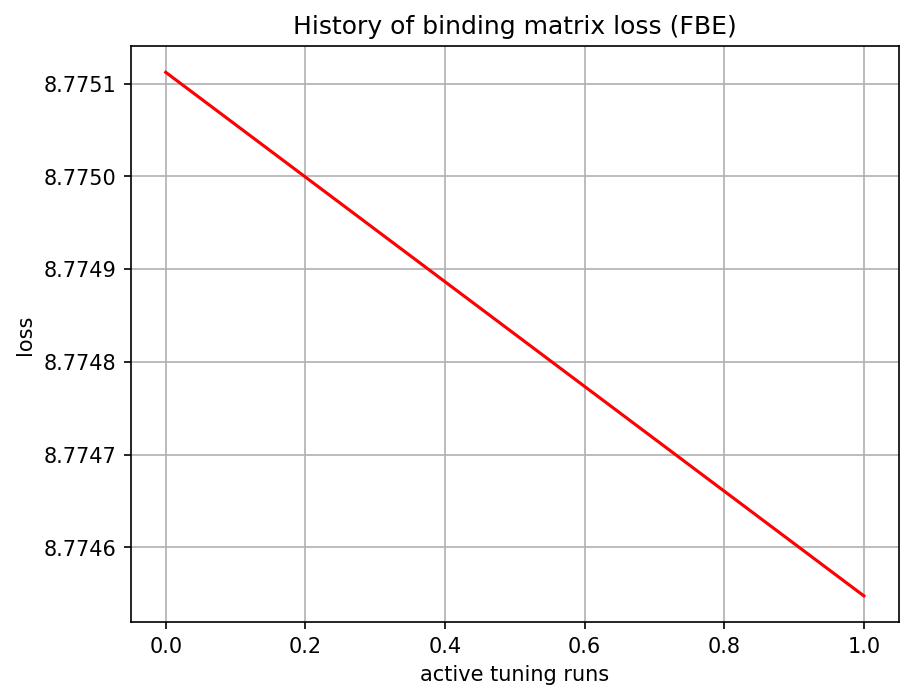 History of binding matrix loss (FBE)
8.7751
8.7750
8.7749
8.7748
8.7747
8.7746
loss
0.0 0.2 0.4 0.6 0.8 1.0
active tuning runs